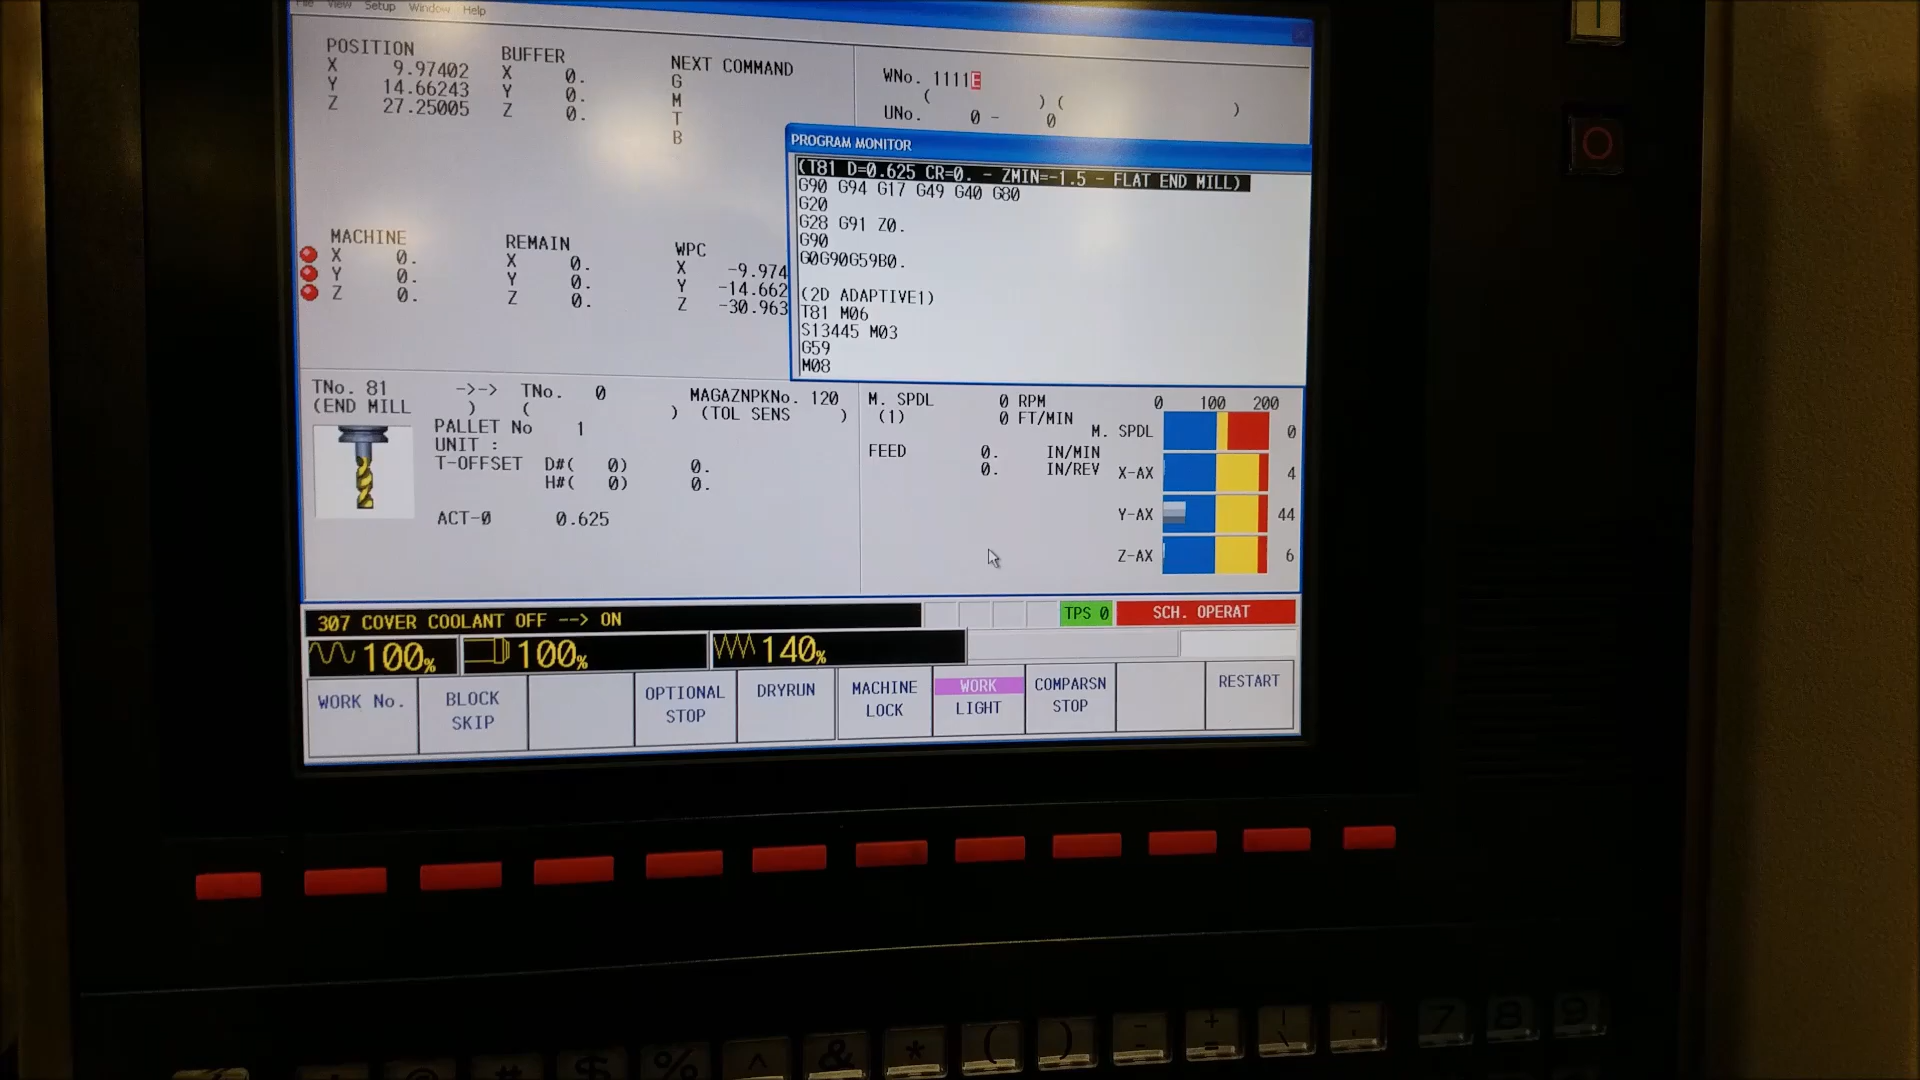 File View Setup Window Help
POSITION
X 9.97402
Y 14.66243
Z 27.25005
BUFFER
X 0.
Y 0.
Z 0.
NEXT COMMAND
G
M
T
B
WNo. 1111E
( ) ( )
UNo. 0 - 0
PROGRAM MONITOR
(T81 D=0.625 CR=0. - ZMIN=-1.5 - FLAT END MILL)
G90 G94 G17 G49 G40 G80
G20
G28 G91 Z0.
G90
G0G90G59B0.
(2D ADAPTIVE1)
T81 M06
S13445 M03
G59
M08
MACHINE
X 0.
Y 0.
Z 0.
REMAIN
X 0.
Y 0.
Z 0.
WPC
X -9.974
Y -14.662
Z -30.963
TNo. 81 ->-> TNo. 0 MAGAZNPKNo. 120
(END MILL ) ( ) (TOL SENS )
PALLET No 1
UNIT :
T-OFFSET D#( 0) 0.
H#( 0) 0.
ACT-0 0.625
M. SPDL 0 RPM
(1) 0 FT/MIN
FEED 0. IN/MIN
0. IN/REV
0 100 200
M. SPDL 0
X-AX 4
Y-AX 44
Z-AX 6
307 COVER COOLANT OFF --> ON
TPS 0
SCH. OPERAT
100%
100%
140%
WORK No.
BLOCK
SKIP
OPTIONAL
STOP
DRYRUN
MACHINE
LOCK
WORK
LIGHT
COMPARSN
STOP
RESTART
@ # $ % ^ & * ( ) - + 7 8 9